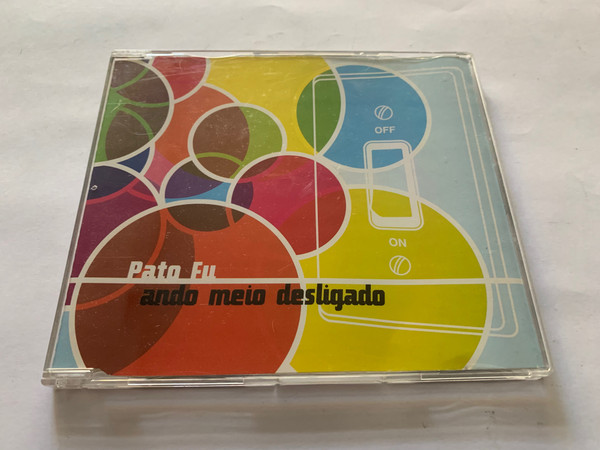 OFF
ON
Pato Fu
ando meio desligado